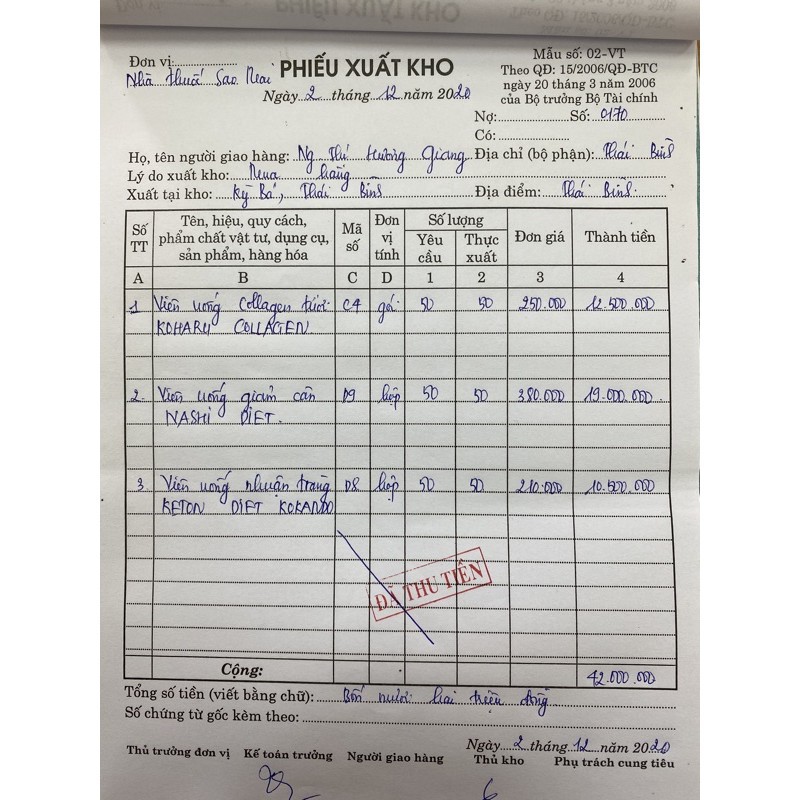 Đơn vị:
Nhà thuốc Sao Mai
PHIẾU XUẤT KHO
Ngày 2 tháng 12 năm 2020
Mẫu số: 02-VT
Theo QĐ: 15/2006/QĐ-BTC
ngày 20 tháng 3 năm 2006
của Bộ trưởng Bộ Tài chính
Nợ: Số: 0170
Có:
Họ, tên người giao hàng: Ng Thị Hương Giang Địa chỉ (bộ phận): Thái Bình
Lý do xuất kho: Mua hàng
Xuất tại kho: Kỳ Bá, Thái Bình Địa điểm: Thái Bình
Số TT Tên, hiệu, quy cách, phẩm chất vật tư, dụng cụ, sản phẩm, hàng hóa Mã số Đơn vị tính Số lượng Yêu cầu Thực xuất Đơn giá Thành tiền
A B C D 1 2 3 4
1 Viên uống Collagen tươi C4 gói 50 50 250.000 12.500.000
KOHARU COLLAGEN
2. Viên uống giảm cân D9 hộp 50 50 380.000 19.000.000
NASHI DIET.
3. Viên uống nhuận tràng D8 hộp 50 50 210.000 10.500.000
KETON DIET KOKANDO
ĐÃ THU TIỀN
Cộng: 42.000.000
Tổng số tiền (viết bằng chữ): Bốn mươi hai triệu đồng
Số chứng từ gốc kèm theo:
Ngày 2 tháng 12 năm 2020
Thủ trưởng đơn vị Kế toán trưởng Người giao hàng Thủ kho Phụ trách cung tiêu